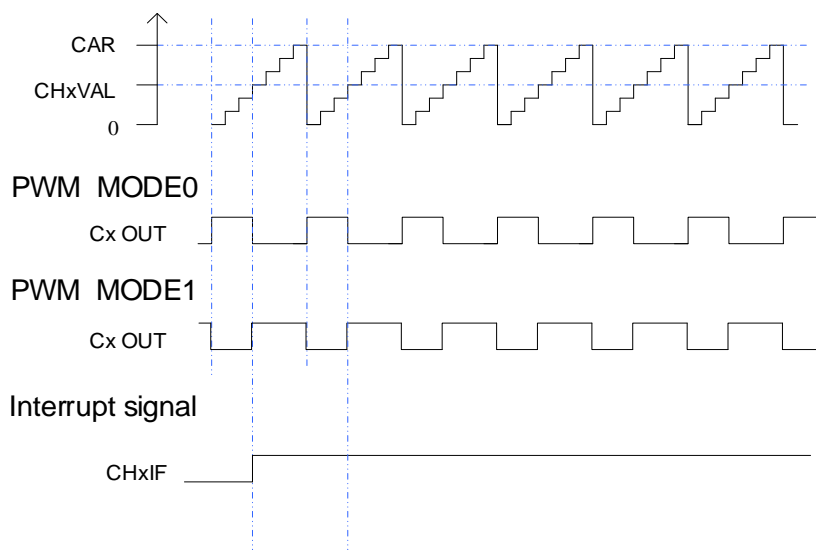 CAR
CHxVAL
0
PWM MODE0
Cx OUT
PWM MODE1
Cx OUT
Interrupt signal
CHxIF